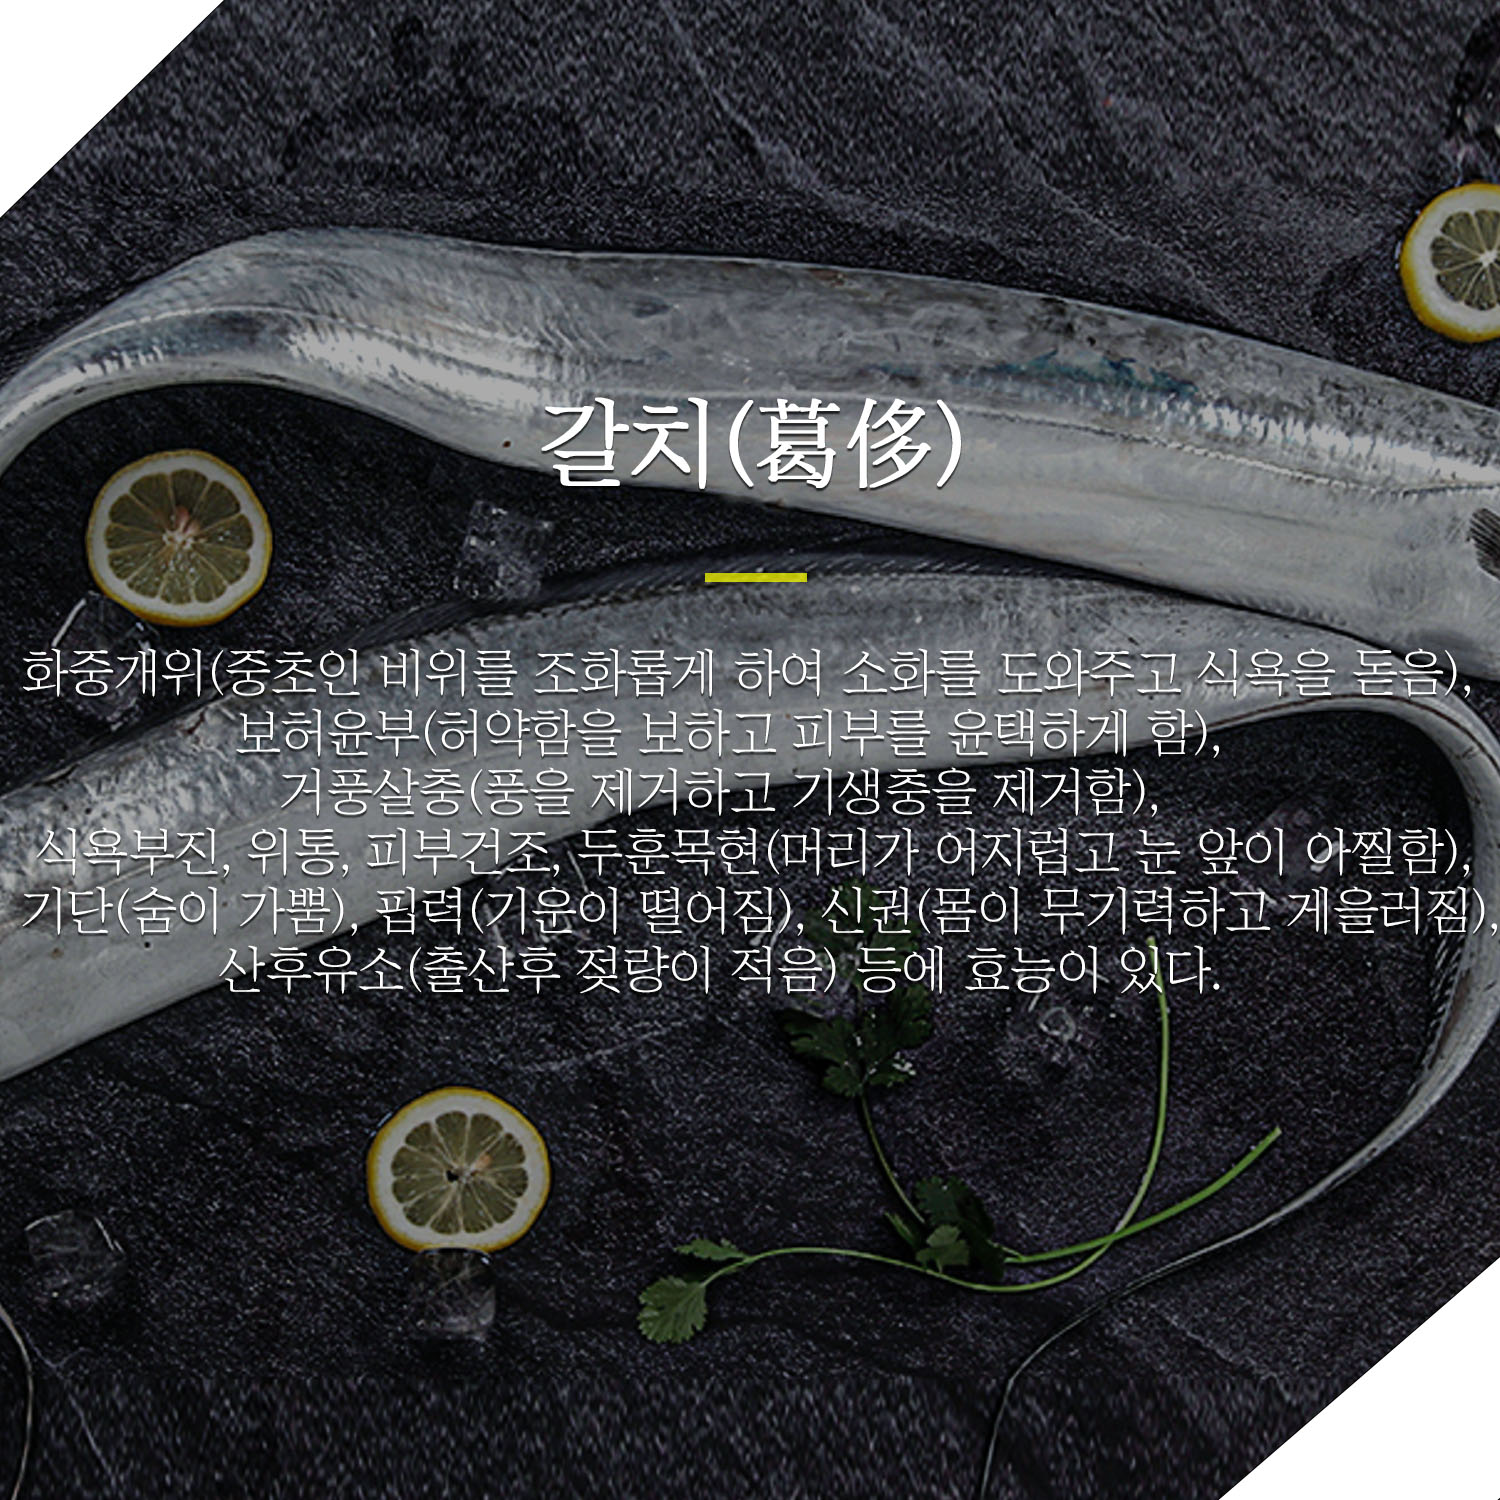 갈치(葛侈)
화중개위(중초인 비위를 조화롭게 하여 소화를 도와주고 식욕을 돋음),
보허윤부(허약함을 보하고 피부를 윤택하게 함),
거풍살충(풍을 제거하고 기생충을 제거함),
식욕부진, 위통, 피부건조, 두훈목현(머리가 어지럽고 눈 앞이 아찔함),
기단(숨이 가뿜), 핍력(기운이 떨어짐), 신권(몸이 무기력하고 게을러짐),
산후유소(출산후 젖량이 적음) 등에 효능이 있다.